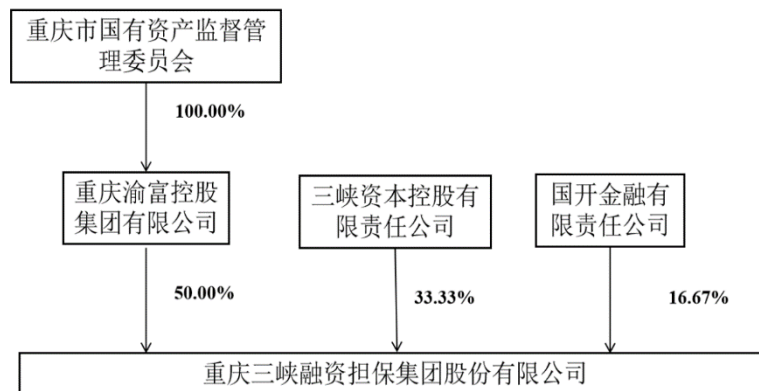 重庆市国有资产监督管
理委员会
100.00%
重庆渝富控股
集团有限公司
三峡资本控股有
限责任公司
国开金融有
限责任公司
50.00%
33.33%
16.67%
重庆三峡融资担保集团股份有限公司